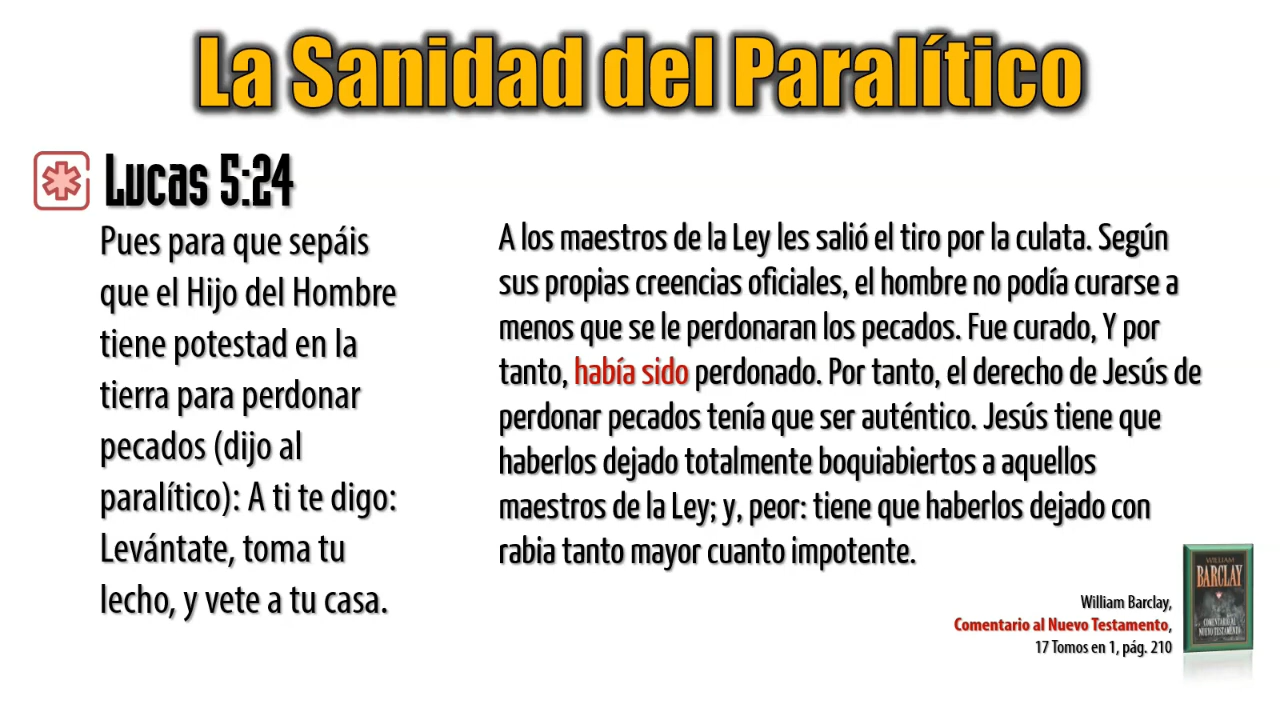 La Sanidad del Paralítico
Lucas 5:24
Pues para que sepáis
que el Hijo del Hombre
tiene potestad en la
tierra para perdonar
pecados (dijo al
paralítico): A ti te digo:
Levántate, toma tu
lecho, y vete a tu casa.
A los maestros de la Ley les salió el tiro por la culata. Según
sus propias creencias oficiales, el hombre no podía curarse a
menos que se le perdonaran los pecados. Fue curado, Y por
tanto, había sido perdonado. Por tanto, el derecho de Jesús de
perdonar pecados tenía que ser auténtico. Jesús tiene que
haberlos dejado totalmente boquiabiertos a aquellos
maestros de la Ley; y, peor: tiene que haberlos dejado con
rabia tanto mayor cuanto impotente.
William Barclay,
Comentario al Nuevo Testamento,
17 Tomos en 1, pág. 210
WILLIAM
BARCLAY
COMENTARIO AL
NUEVO TESTAMENTO